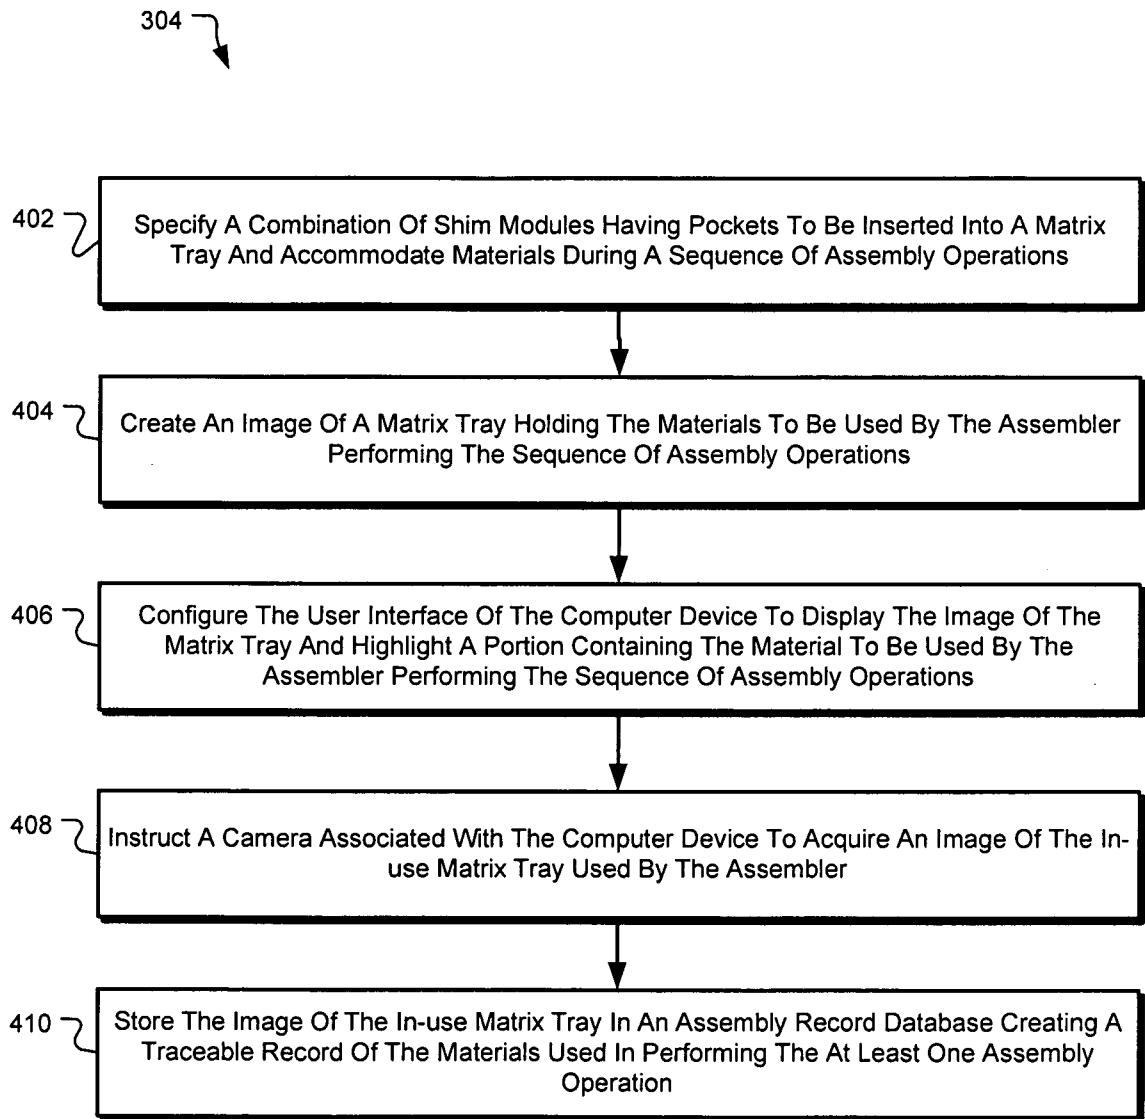 304
402
Specify A Combination Of Shim Modules Having Pockets To Be Inserted Into A Matrix
Tray And Accommodate Materials During A Sequence Of Assembly Operations
404
Create An Image Of A Matrix Tray Holding The Materials To Be Used By The Assembler
Performing The Sequence Of Assembly Operations
406
Configure The User Interface Of The Computer Device To Display The Image Of The
Matrix Tray And Highlight A Portion Containing The Material To Be Used By The
Assembler Performing The Sequence Of Assembly Operations
408
Instruct A Camera Associated With The Computer Device To Acquire An Image Of The In-
use Matrix Tray Used By The Assembler
410
Store The Image Of The In-use Matrix Tray In An Assembly Record Database Creating A
Traceable Record Of The Materials Used In Performing The At Least One Assembly
Operation